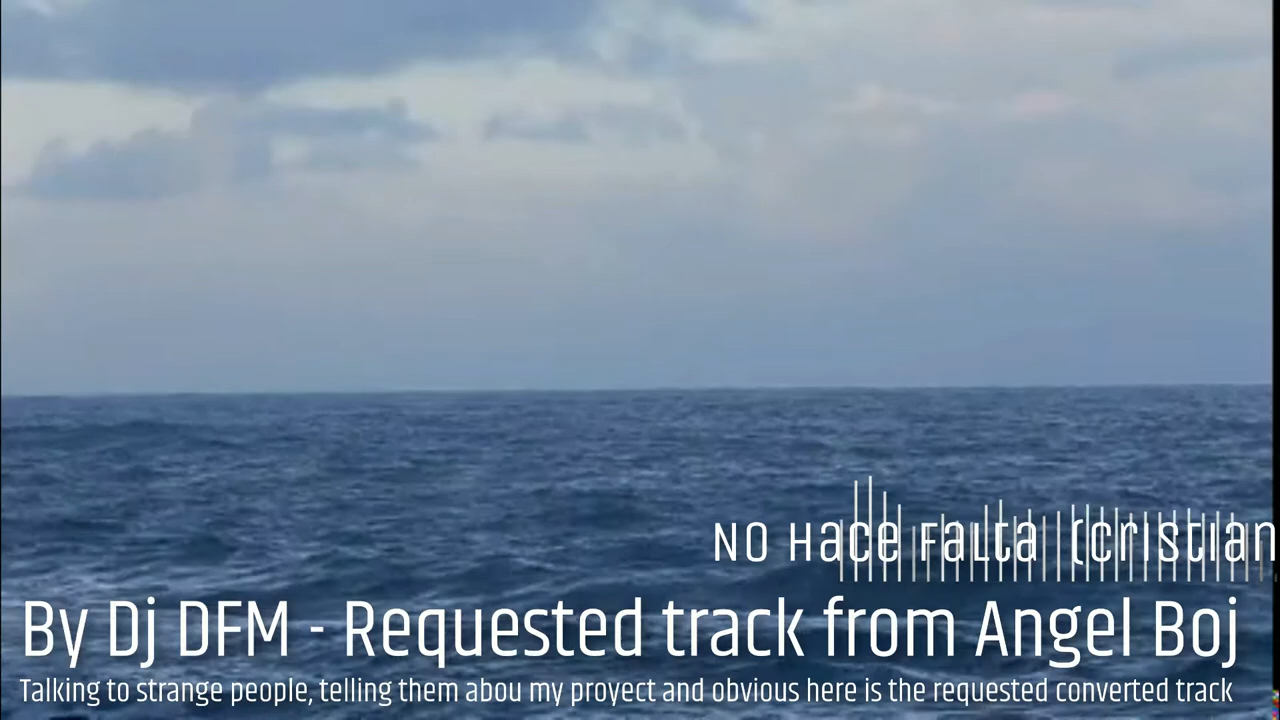 No Hace Falta (Cristian
By Dj DFM - Requested track from Angel Boj
Talking to strange people, telling them abou my proyect and obvious here is the requested converted track